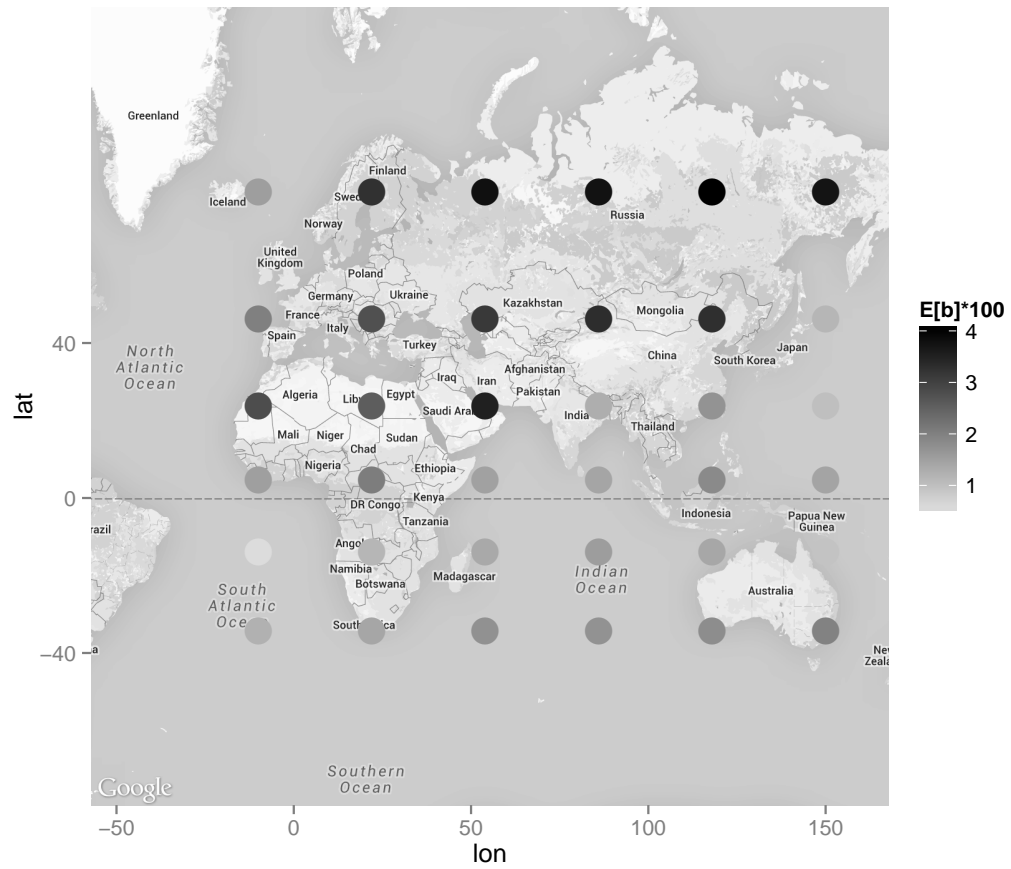 Greenland
Finland
Swed
Iceland
Norway
Russia
United
Kingdom
Poland
Germany
Ukraine
Kazakhstan
Mongolia
France
Italy
Spain
Turkey
Japan
China
South Korea
North
Atlantic
Ocean
Afghanistan
Iraq
Iran
Pakistan
Algeria
Liby
Egypt
Saudi Ara
India
Thailand
Mali
Niger
Sudan
Chad
Nigeria
Ethiopia
Kenya
DR Congo
Tanzania
Indonesia
Papua New
Guinea
razil
Angol
Namibia
Botswana
Madagascar
Indian
Ocean
Australia
South
Atlantic
Oce
South
ica
a
New
Zeala
Southern
Ocean
Google
40
0
−40
lat
−50
0
50
100
150
lon
E[b]*100
4
3
2
1